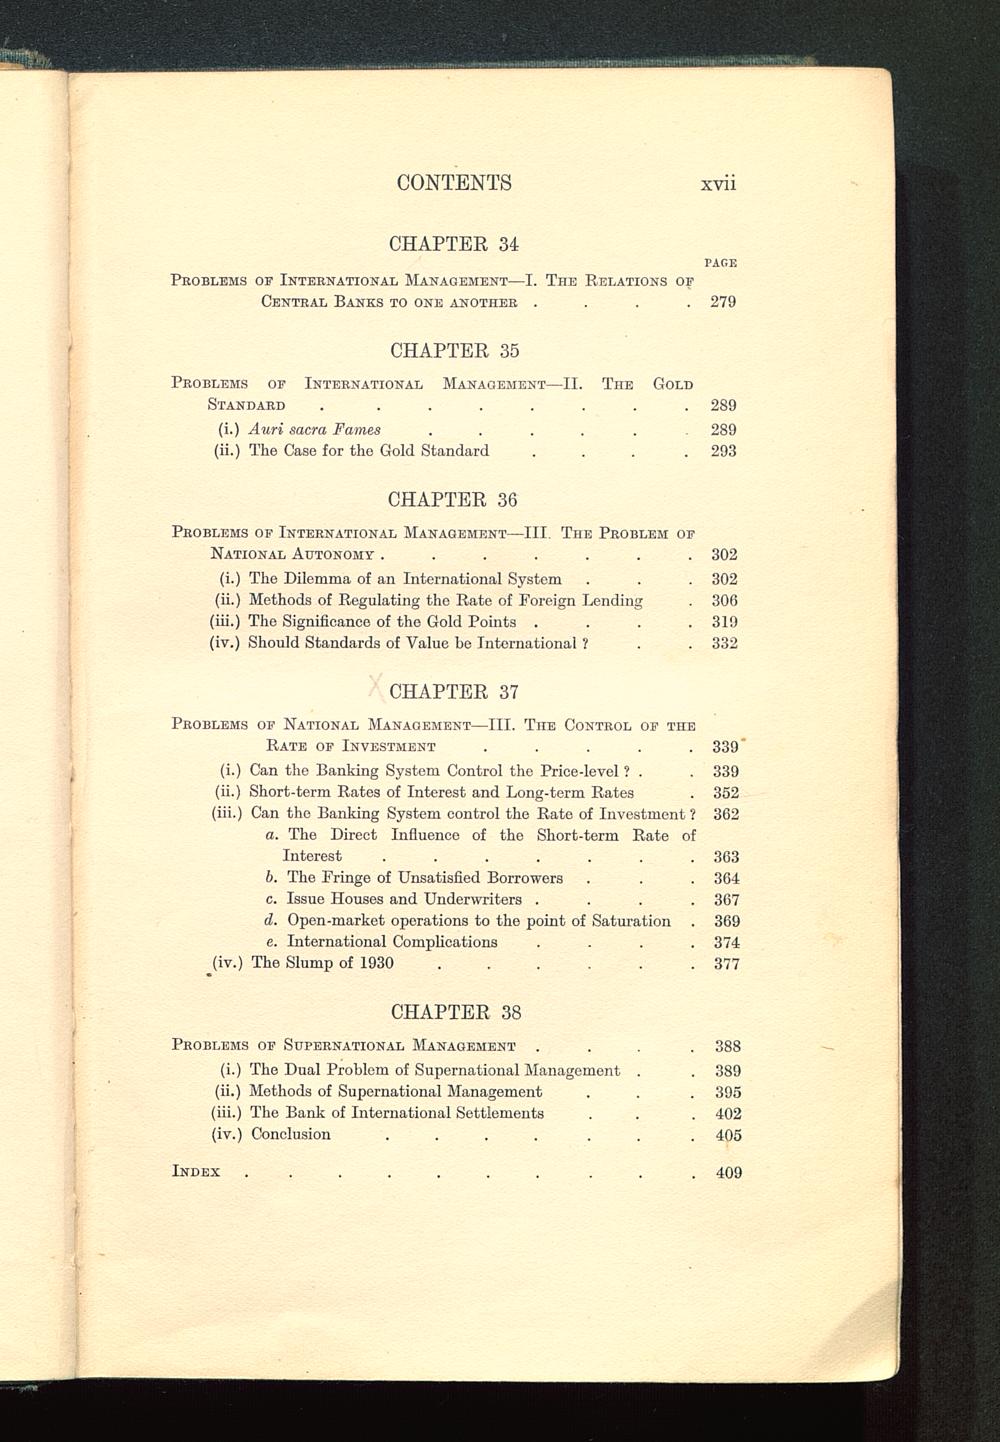 CONTENTS xvii
CHAPTER 34
PAGE
Problems of International Management—I. The Relations of
Central Banks to one another . . . . 279
CHAPTER 35
Problems of International Management—II. The Gold
Standard . . . . . . . . 289
(i.) Auri sacra Fames . . . . . . 289
(ii.) The Case for the Gold Standard . . . . 293
CHAPTER 36
Problems of International Management—III. The Problem of
National Autonomy . . . . . . . 302
(i.) The Dilemma of an International System . . . 302
(ii.) Methods of Regulating the Rate of Foreign Lending . 306
(iii.) The Significance of the Gold Points . . . . 319
(iv.) Should Standards of Value be International ? . . 332
CHAPTER 37
Problems of National Management—III. The Control of the
Rate of Investment . . . . . 339
(i.) Can the Banking System Control the Price-level ? . . 339
(ii.) Short-term Rates of Interest and Long-term Rates . 352
(iii.) Can the Banking System control the Rate of Investment ? 362
a. The Direct Influence of the Short-term Rate of
Interest . . . . . . . 363
b. The Fringe of Unsatisfied Borrowers . . . 364
c. Issue Houses and Underwriters . . . . 367
d. Open-market operations to the point of Saturation . 369
e. International Complications . . . . 374
(iv.) The Slump of 1930 . . . . . . 377
CHAPTER 38
Problems of Supernational Management . . . . 388
(i.) The Dual Problem of Supernational Management . . 389
(ii.) Methods of Supernational Management . . . 395
(iii.) The Bank of International Settlements . . . 402
(iv.) Conclusion . . . . . . . 405
Index . . . . . . . . . . 409